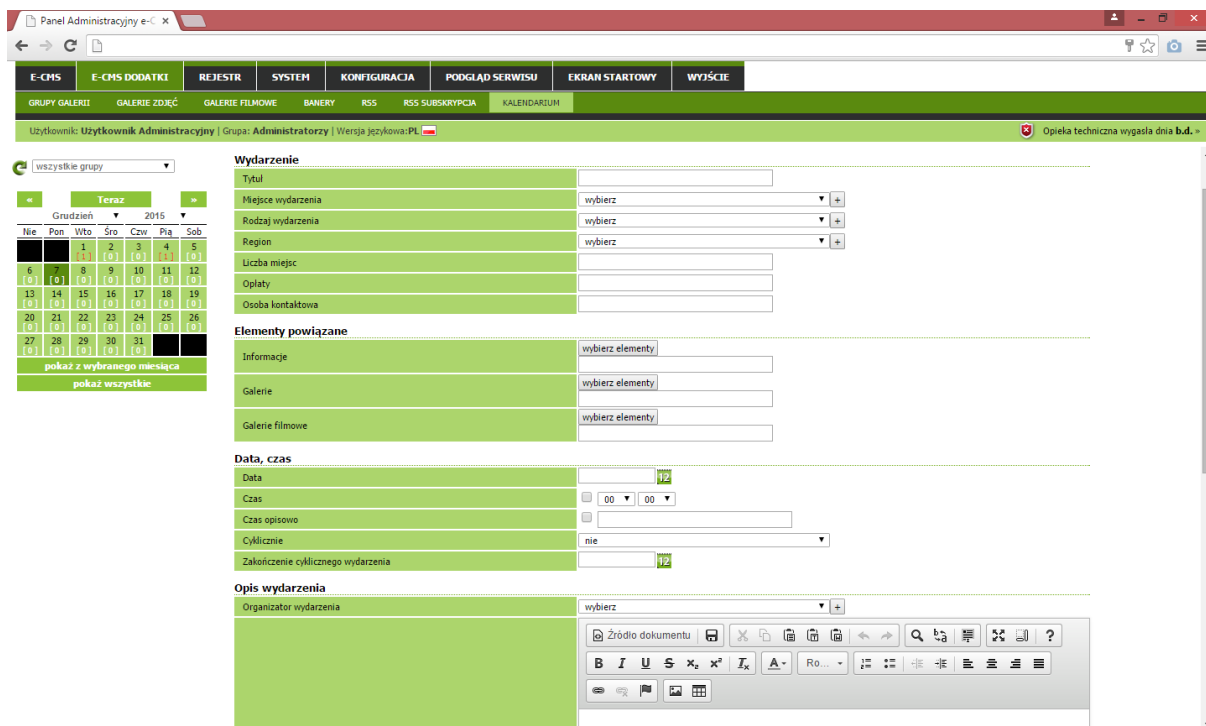 Panel Administracyjny e-C
E-CMS E-CMS DODATKI REJESTR SYSTEM KONFIGURACJA PODGLĄD SERWISU EKRAN STARTOWY WYJŚCIE
GRUPY GALERII GALERIE ZDJĘĆ GALERIE FILMOWE BANERY RSS RSS SUBSKRYPCJA KALENDARIUM
Użytkownik: Użytkownik Administracyjny | Grupa: Administratorzy | Wersja językowa:PL
Opieka techniczna wygasła dnia b.d. »
wszystkie grupy
« Teraz »
Grudzień 2015
Nie Pon Wto Śro Czw Pią Sob
1 2 3 4 5
[1] [0] [0] [1] [0]
6 7 8 9 10 11 12
[0] [0] [0] [0] [0] [0] [0]
13 14 15 16 17 18 19
[0] [0] [0] [0] [0] [0] [0]
20 21 22 23 24 25 26
[0] [0] [0] [0] [0] [0] [0]
27 28 29 30 31
[0] [0] [0] [0] [0]
pokaż z wybranego miesiąca
pokaż wszystkie
Wydarzenie
Tytuł
Miejsce wydarzenia wybierz +
Rodzaj wydarzenia wybierz +
Region wybierz +
Liczba miejsc
Opłaty
Osoba kontaktowa
Elementy powiązane
Informacje wybierz elementy
Galerie wybierz elementy
Galerie filmowe wybierz elementy
Data, czas
Data 12
Czas 00 00
Czas opisowo
Cyklicznie nie
Zakończenie cyklicznego wydarzenia 12
Opis wydarzenia
Organizator wydarzenia wybierz +
Źródło dokumentu
B I U S x₂ x² Tx A Ro...